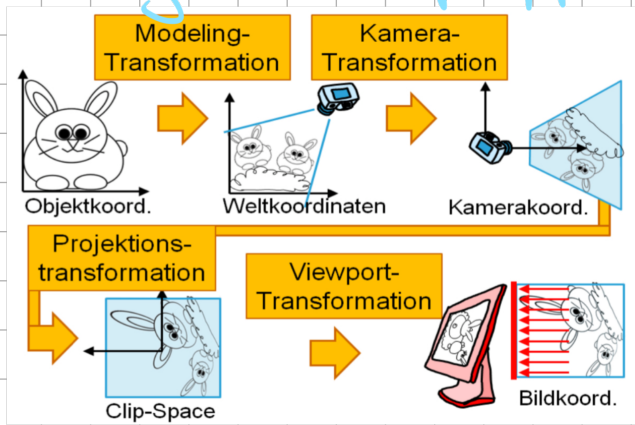 Modeling-
Transformation
Kamera-
Transformation
Objektkoord.
Weltkoordinaten
Kamerakoord.
Projektions-
transformation
Viewport-
Transformation
Clip-Space
Bildkoord.